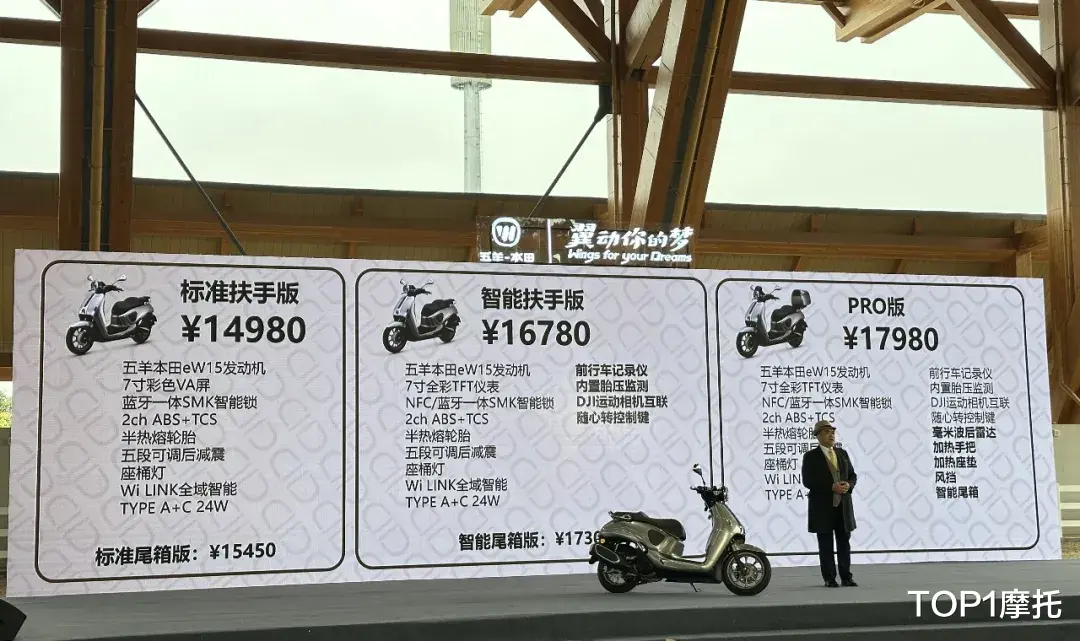 五羊-本田
翼动你的梦
Wings for your Dreams
标准扶手版
¥14980
五羊本田eW15发动机
7寸彩色VA屏
蓝牙一体SMK智能锁
2ch ABS+TCS
半热熔轮胎
五段可调后减震
座桶灯
Wi LINK全域智能
TYPE A+C 24W
标准尾箱版：¥15450
智能扶手版
¥16780
五羊本田eW15发动机
7寸全彩TFT仪表
NFC/蓝牙一体SMK智能锁
2ch ABS+TCS
半热熔轮胎
五段可调后减震
座桶灯
Wi LINK全域智能
TYPE A+C 24W
前行车记录仪
内置胎压监测
DJI运动相机互联
随心转控制键
智能尾箱版：¥173
PRO版
¥17980
五羊本田eW15发动机
7寸全彩TFT仪表
NFC/蓝牙一体SMK智能锁
2ch ABS+TCS
半热熔轮
五段可调后减震
座桶灯
Wi LIN
TYPE A+
前行车记录仪
内置胎压监测
DJI运动相机互联
随心转控制键
毫米波后雷达
加热手把
加热座垫
风挡
智能尾箱
TOP1摩托